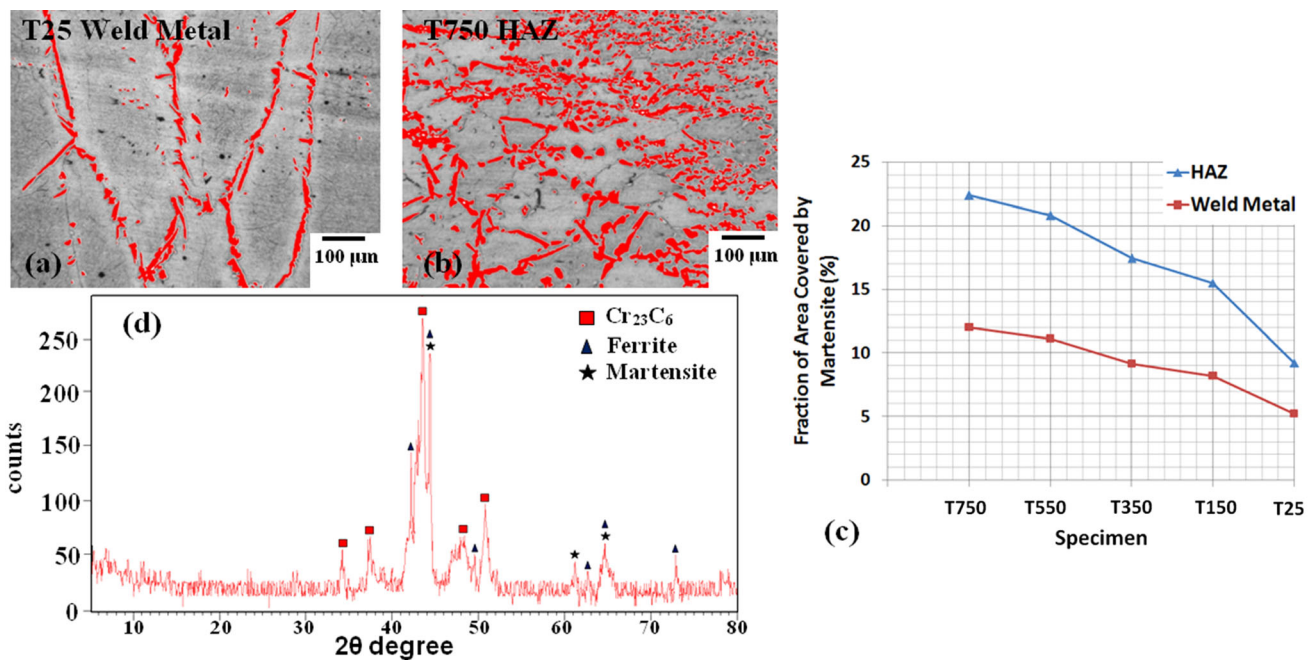 T25 Weld Metal
100 μm
(a)
T750 HAZ
100 μm
(b)
25
20
15
10
5
0
Fraction of Area Covered by
Martensite (%)
HAZ
Weld Metal
T750
T550
T350
T150
T25
Specimen
(c)
(d)
Cr₂₃C₆
Ferrite
Martensite
250
200
150
100
50
0
counts
10
20
30
40
50
60
70
80
2θ degree